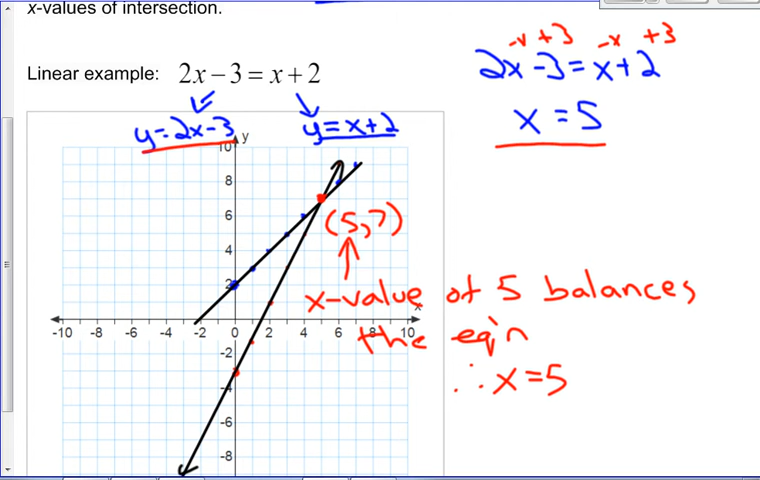 x-values of intersection.
-x +3 -x +3
Linear example: 2x − 3 = x + 2
2x - 3 = x + 2
y = 2x - 3
y = x + 2
x = 5
y
10
8
6
4
2
(5,7)
x-value of 5 balances
the eq'n
∴ x = 5
x
-10 -8 -6 -4 -2 0 2 4 6 8 10
-2
-4
-6
-8